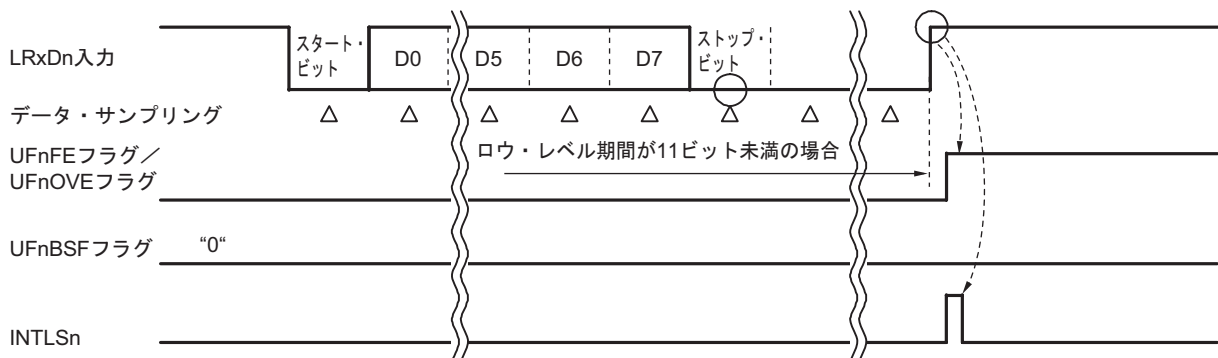 LRxDn入力
スタート・
ビット
D0
D5
D6
D7
ストップ・
ビット
データ・サンプリング
UFnFEフラグ／
UFnOVEフラグ
ロウ・レベル期間が11ビット未満の場合
UFnBSFフラグ
“0“
INTLSn